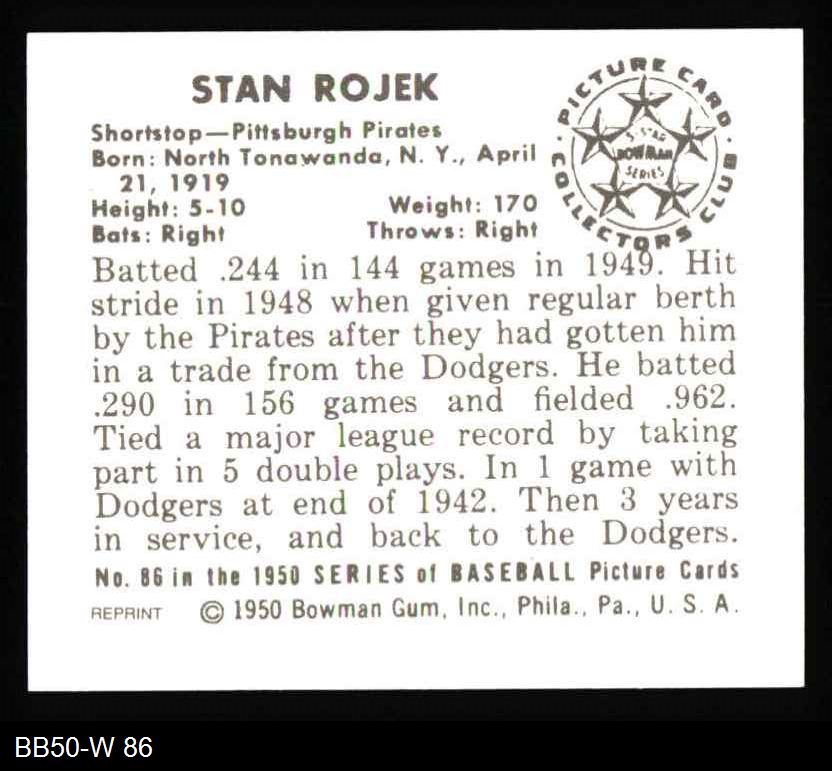 STAN ROJEK
Shortstop—Pittsburgh Pirates
Born: North Tonawanda, N. Y., April
21, 1919
Height: 5-10 Weight: 170
Bats: Right Throws: Right
PICTURE CARD
COLLECTORS CLUB
5-STAR
BOWMAN
SERIES
Batted .244 in 144 games in 1949. Hit
stride in 1948 when given regular berth
by the Pirates after they had gotten him
in a trade from the Dodgers. He batted
.290 in 156 games and fielded .962.
Tied a major league record by taking
part in 5 double plays. In 1 game with
Dodgers at end of 1942. Then 3 years
in service, and back to the Dodgers.
No. 86 in the 1950 SERIES of BASEBALL Picture Cards
REPRINT © 1950 Bowman Gum, Inc., Phila., Pa., U. S. A.
BB50-W 86